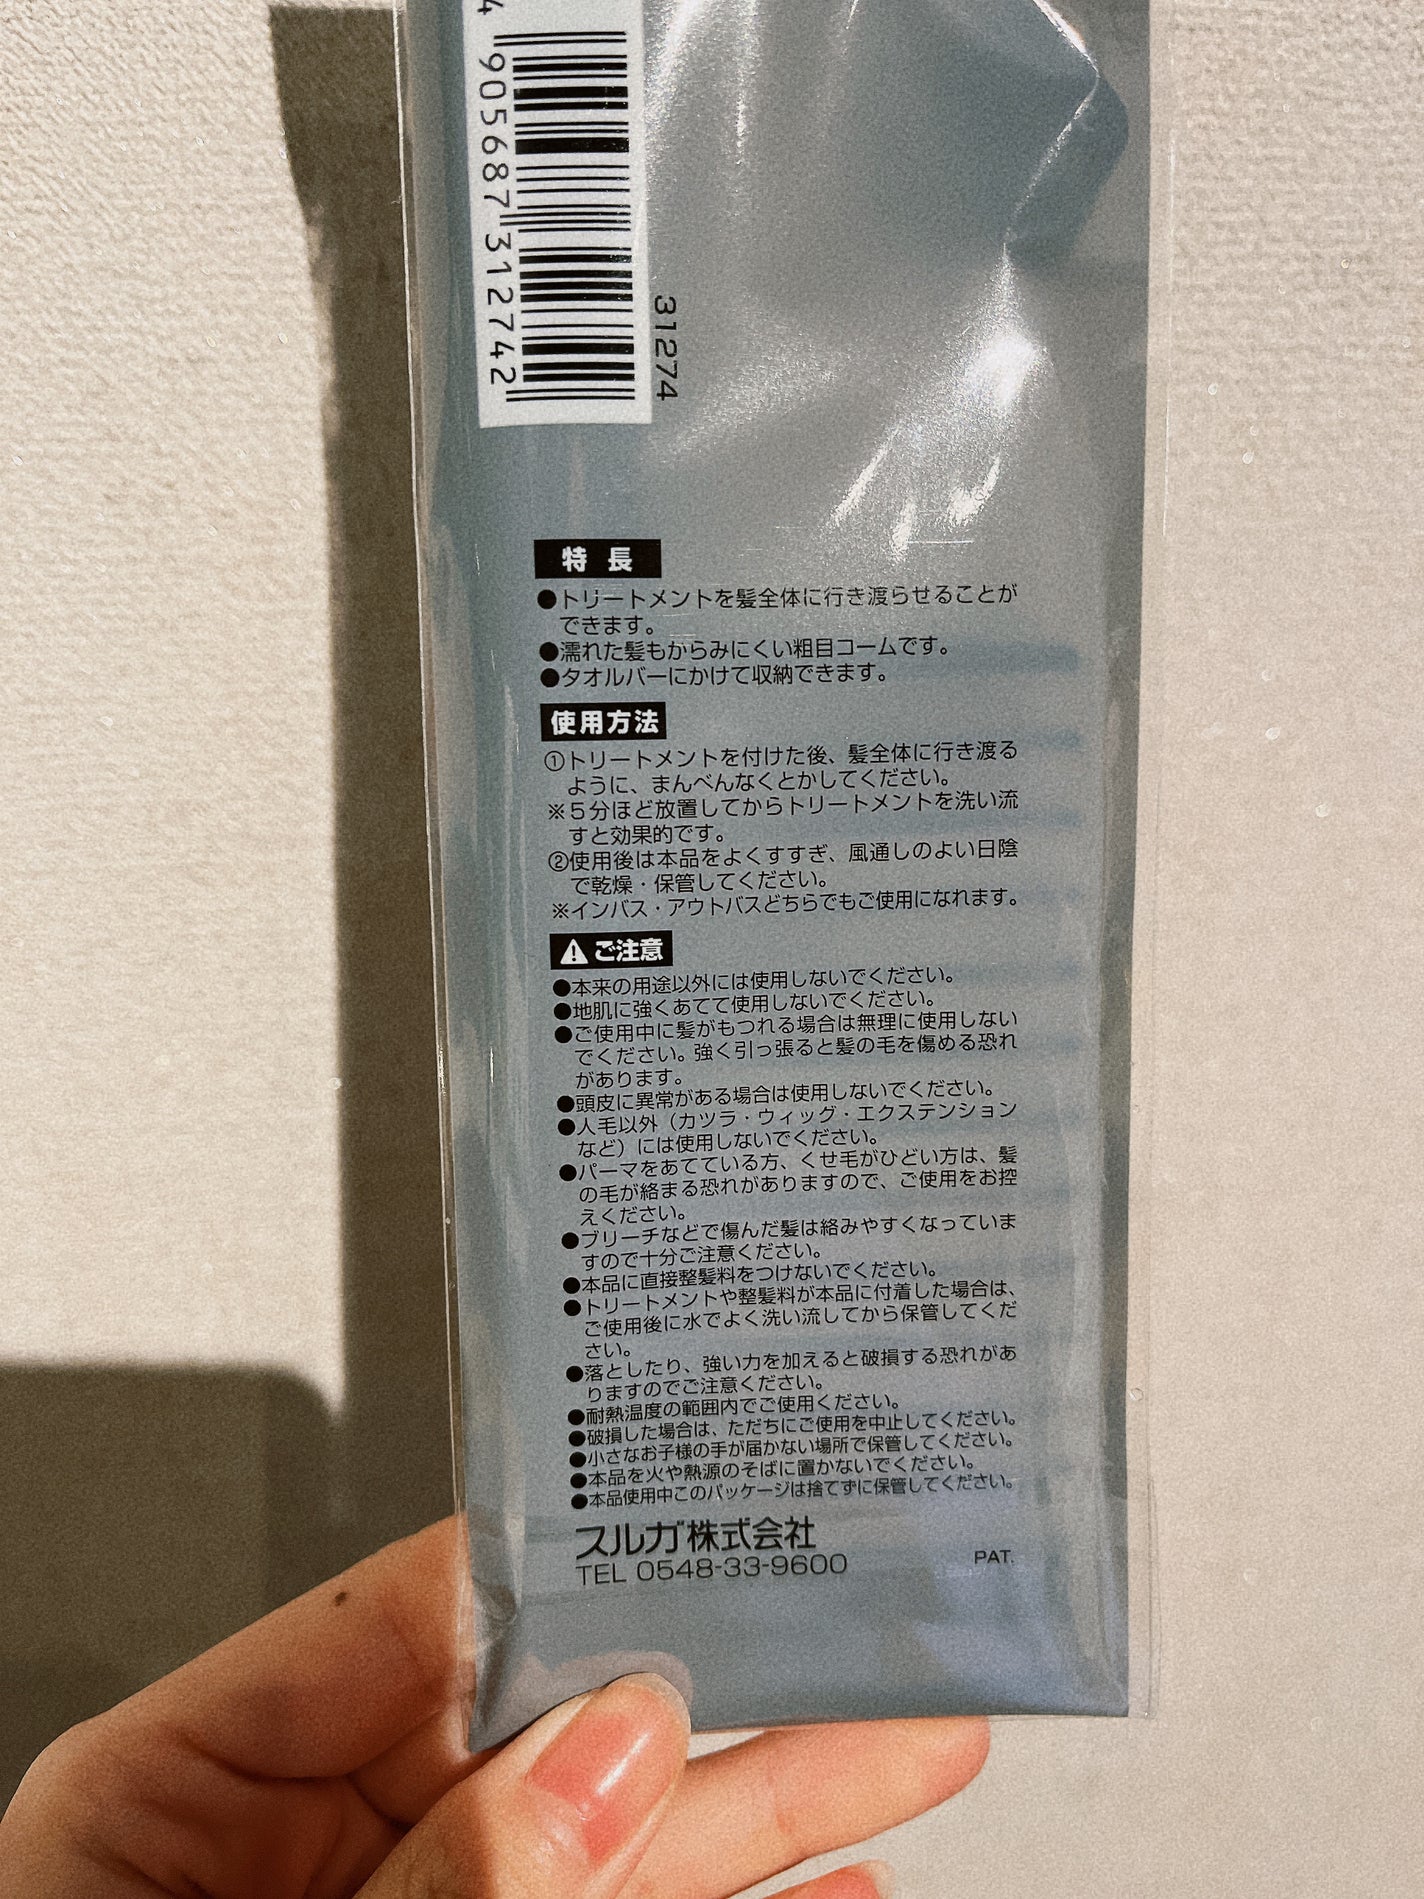 4 905687 312742
31274
特 長
●トリートメントを髪全体に行き渡らせることが
できます。
●濡れた髪もからみにくい粗目コームです。
●タオルバーにかけて収納できます。
使用方法
①トリートメントを付けた後、髪全体に行き渡る
ように、まんべんなくとかしてください。
※5分ほど放置してからトリートメントを洗い流
すと効果的です。
②使用後は本品をよくすすぎ、風通しのよい日陰
で乾燥・保管してください。
※インバス・アウトバスどちらでもご使用になれます。
⚠ご注意
●本来の用途以外には使用しないでください。
●地肌に強くあてて使用しないでください。
●ご使用中に髪がもつれる場合は無理に使用しない
でください。強く引っ張ると髪の毛を傷める恐れ
があります。
●頭皮に異常がある場合は使用しないでください。
●人毛以外（カツラ・ウィッグ・エクステンション
など）には使用しないでください。
●パーマをあてている方、くせ毛がひどい方は、髪
の毛が絡まる恐れがありますので、ご使用をお控
えください。
●ブリーチなどで傷んだ髪は絡みやすくなっていま
すので十分ご注意ください。
●本品に直接整髪料をつけないでください。
●トリートメントや整髪料が本品に付着した場合は、
ご使用後に水でよく洗い流してから保管してくだ
さい。
●落としたり、強い力を加えると破損する恐れがあ
りますのでご注意ください。
●耐熱温度の範囲内でご使用ください。
●破損した場合は、ただちにご使用を中止してください。
●小さなお子様の手が届かない場所で保管してください。
●本品を火や熱源のそばに置かないでください。
●本品使用中このパッケージは捨てずに保管してください。
スルガ株式会社
TEL 0548-33-9600
PAT.